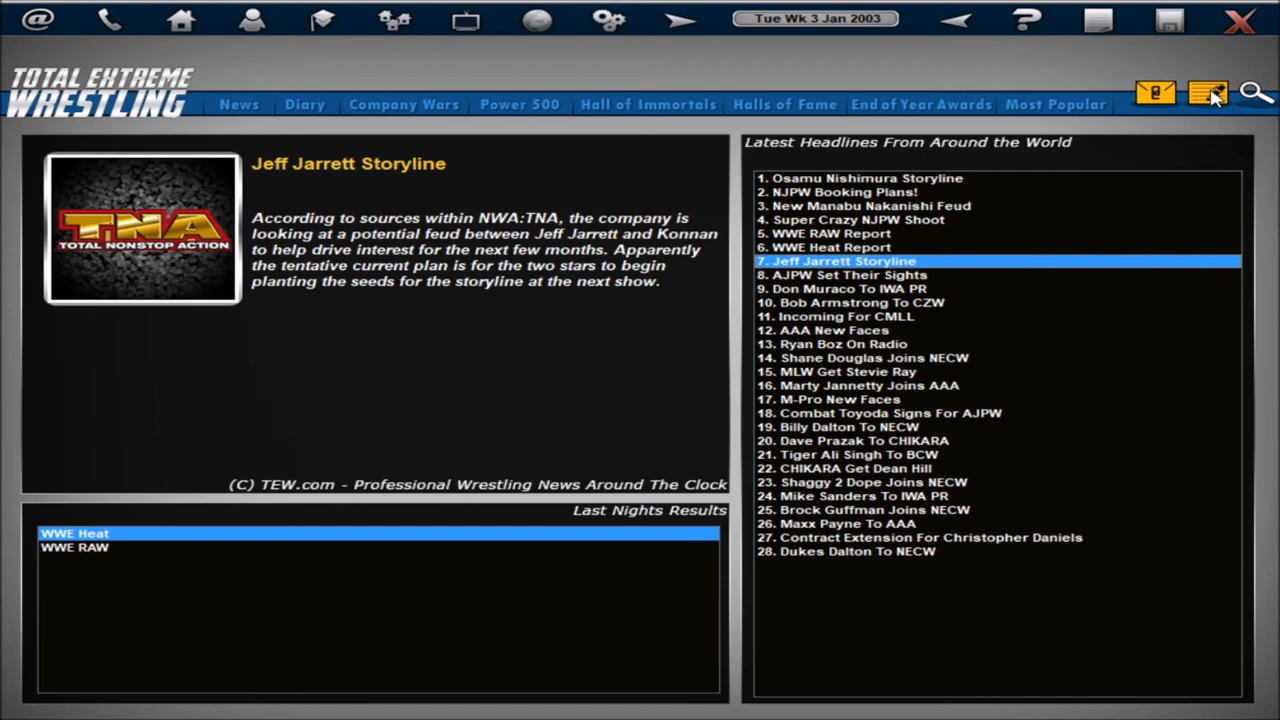 Tue Wk 3 Jan 2003
TOTAL EXTREME
WRESTLING
News
Diary
Company Wars
Power 500
Hall of Immortals
Halls of Fame
End of Year Awards
Most Popular
TNA
TOTAL NONSTOP ACTION
Jeff Jarrett Storyline
According to sources within NWA:TNA, the company is
looking at a potential feud between Jeff Jarrett and Konnan
to help drive interest for the next few months. Apparently
the tentative current plan is for the two stars to begin
planting the seeds for the storyline at the next show.
(C) TEW.com - Professional Wrestling News Around The Clock
Last Nights Results
WWE Heat
WWE RAW
Latest Headlines From Around the World
1. Osamu Nishimura Storyline
2. NJPW Booking Plans!
3. New Manabu Nakanishi Feud
4. Super Crazy NJPW Shoot
5. WWE RAW Report
6. WWE Heat Report
7. Jeff Jarrett Storyline
8. AJPW Set Their Sights
9. Don Muraco To IWA PR
10. Bob Armstrong To CZW
11. Incoming For CMLL
12. AAA New Faces
13. Ryan Boz On Radio
14. Shane Douglas Joins NECW
15. MLW Get Stevie Ray
16. Marty Jannetty Joins AAA
17. M-Pro New Faces
18. Combat Toyoda Signs For AJPW
19. Billy Dalton To NECW
20. Dave Prazak To CHIKARA
21. Tiger Ali Singh To BCW
22. CHIKARA Get Dean Hill
23. Shaggy 2 Dope Joins NECW
24. Mike Sanders To IWA PR
25. Brock Guffman Joins NECW
26. Maxx Payne To AAA
27. Contract Extension For Christopher Daniels
28. Dukes Dalton To NECW